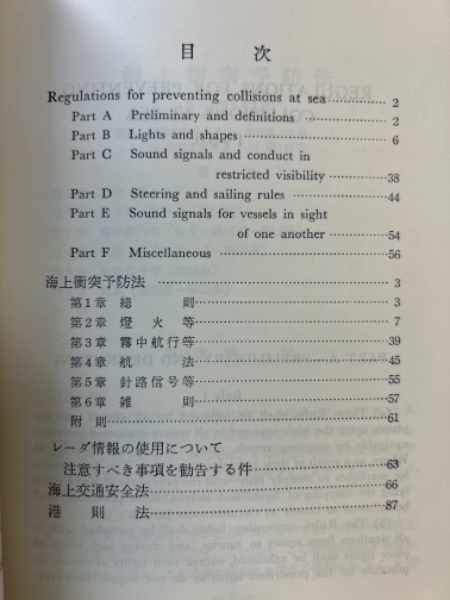 目 次
Regulations for preventing collisions at sea……………… 2
Part A Preliminary and definitions……………… 2
Part B Lights and shapes……………… 6
Part C Sound signals and conduct in
restricted visibility………………38
Part D Steering and sailing rules………………44
Part E Sound signals for vessels in sight
of one another………………54
Part F Miscellaneous………………56
海上衝突予防法……………… 3
第1章 総 則……………… 3
第2章 燈 火 等……………… 7
第3章 霧中航行等………………39
第4章 航 法………………45
第5章 針路信号等………………55
第6章 雑 則………………57
附 則………………61
レーダ情報の使用について
注意すべき事項を勧告する件………………63
海上交通安全法………………66
港 則 法………………87